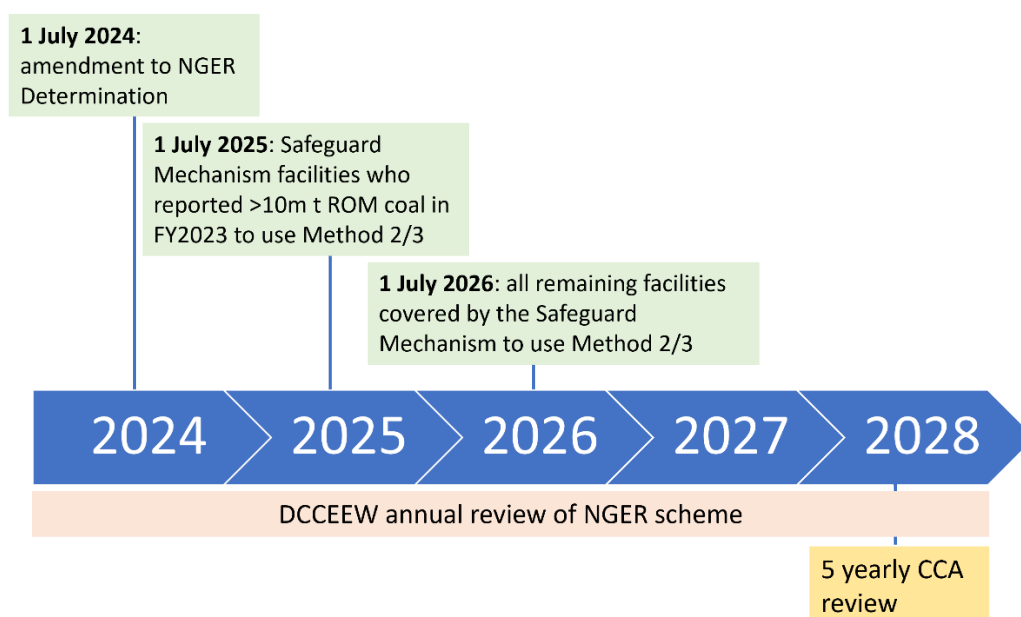 1 July 2024:
amendment to NGER
Determination
1 July 2025: Safeguard
Mechanism facilities who
reported >10m t ROM coal in
FY2023 to use Method 2/3
1 July 2026: all remaining facilities
covered by the Safeguard
Mechanism to use Method 2/3
2024
2025
2026
2027
2028
DCCEEW annual review of NGER scheme
5 yearly CCA
review